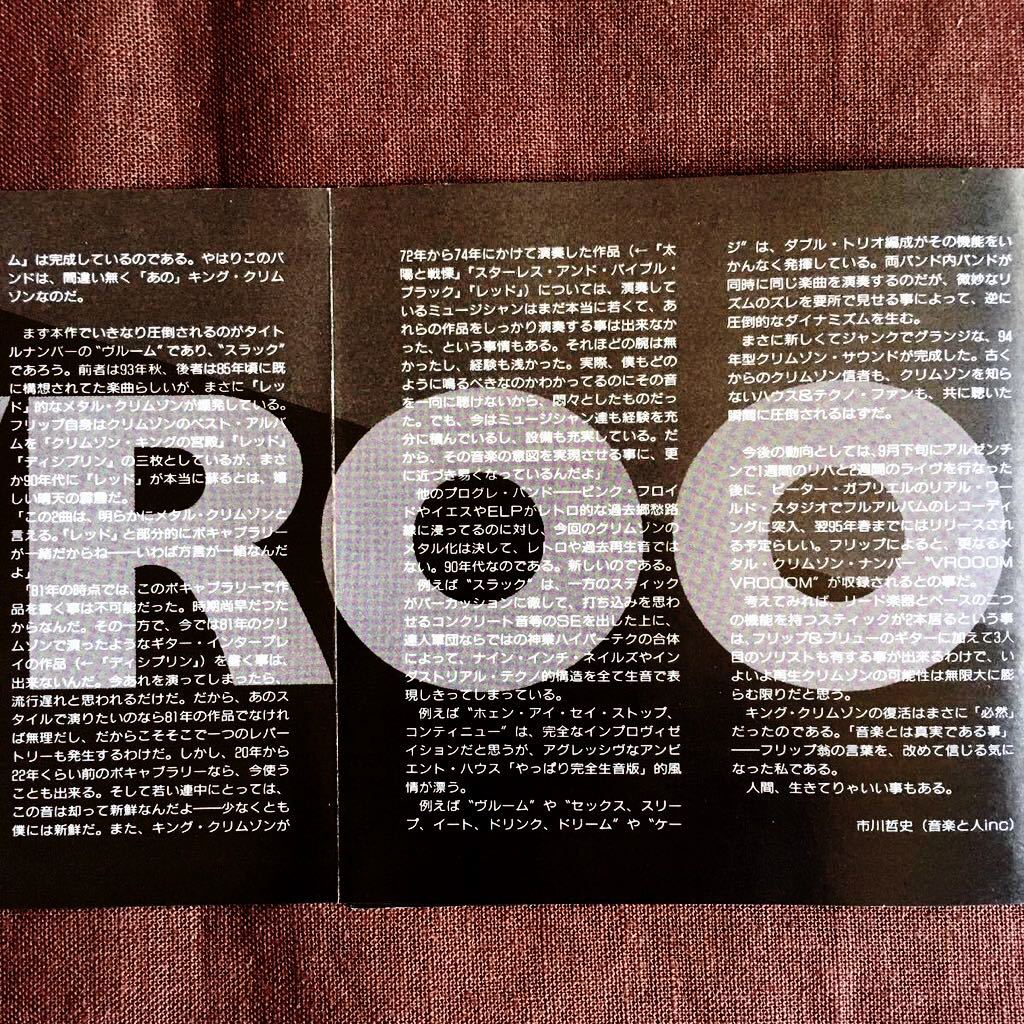 ム』は完成しているのである。やはりこのバ
ンドは、間違い無く「あの」キング・クリム
ゾンなのだ。
まず本作でいきなり圧倒されるのがタイト
ルナンバーの“ヴルーム”であり、“スラック”
であろう。前者は93年秋、後者は85年頃に既
に構想されてた楽曲らしいが、まさに『レッ
ド』的なメタル・クリムゾンが爆発している。
フリップ自身はクリムゾンのベスト・アルバ
ムを『クリムゾン・キングの宮殿』『レッド』
『ディシプリン』の三枚としているが、まさ
か90年代に『レッド』が本当に蘇るとは、嬉
しい晴天の霹靂だ。
「この2曲は、明らかにメタル・クリムゾンと
言える。『レッド』と部分的にボキャブラリー
が一緒だからね――いわば方言が一緒なんだ
よ」
「81年の時点では、このボキャブラリーで作
品を書く事は不可能だった。時期尚早だつた
からなんだ。その一方で、今では81年のクリ
ムゾンで演ったようなギター・インタープレ
イの作品（←『ディシプリン』）を書く事は、
出来ないんだ。今あれを演ってしまったら、
流行遅れと思われるだけだ。だから、あのス
タイルで演りたいのなら81年の作品でなけれ
ば無理だし、だからこそそこで一つのレパー
トリーも発生するわけだ。しかし、20年から
22年くらい前のボキャブラリーなら、今使う
ことも出来る。そして若い連中にとっては、
この音は却って新鮮なんだよ――少なくとも
僕には新鮮だ。また、キング・クリムゾンが
72年から74年にかけて演奏した作品（←『太
陽と戦慄』『スターレス・アンド・バイブル・
ブラック』『レッド』）については、演奏して
いるミュージシャンはまだ本当に若くて、あ
れらの作品をしっかり演奏する事は出来なか
った、という事情もある。それほどの腕は無
かったし、経験も浅かった。実際、僕もどの
ように鳴るべきなのかわかってるのにその音
を一向に聴けないから、悶々としたものだっ
た。でも、今はミュージシャン達も経験を充
分に積んでいるし、設備も充実している。だ
から、その音楽の意図を実現させる事に、更
に近づき易くなっているんだよ」
他のプログレ・バンド――ピンク・フロイ
ドやイエスやELPがレトロ的な過去郷愁路
線に浸ってるのに対し、今回のクリムゾンの
メタル化は決して、レトロや過去再生音では
ない。90年代なのである。新しいのである。
例えば“スラック”は、一方のスティック
がパーカッションに徹して、打ち込みを思わ
せるコンクリート音等のSEを出した上に、
達人軍団ならではの神業ハイパーテクの合体
によって、ナイン・インチ・ネイルズやイン
ダストリアル・テクノ的構造を全て生音で表
現しきってしまっている。
例えば“ホェン・アイ・セイ・ストップ、
コンティニュー”は、完全なインプロヴィゼ
イションだと思うが、アグレッシヴなアンビ
エント・ハウス「やっぱり完全生音版」的風
情が漂う。
例えば“ヴルーム”や“セックス、スリー
プ、イート、ドリンク、ドリーム”や“ケー
ジ”は、ダブル・トリオ編成がその機能をい
かんなく発揮している。両バンド内バンドが
同時に同じ楽曲を演奏するのだが、微妙なリ
ズムのズレを要所で見せる事によって、逆に
圧倒的なダイナミズムを生む。
まさに新しくてジャンクでグランジな、94
年型クリムゾン・サウンドが完成した。古く
からのクリムゾン信者も、クリムゾンを知ら
ないハウス&テクノ・ファンも、共に聴いた
瞬間に圧倒されるはずだ。
今後の動向としては、9月下旬にアルゼンチ
ンで1週間のリハと2週間のライヴを行なった
後に、ピーター・ガブリエルのリアル・ワー
ルド・スタジオでフルアルバムのレコーディ
ングに突入、翌95年春までにはリリースされ
る予定らしい。フリップによると、更なるメ
タル・クリムゾン・ナンバー“VROOOM
VROOOM”が収録されるとの事だ。
考えてみれば、リード楽器とベースの二つ
の機能を持つスティックが2本居るという事
は、フリップ&ブリューのギターに加えて3人
目のソリストも有する事が出来るわけで、い
よいよ再生クリムゾンの可能性は無限大に膨
らむ限りだと思う。
キング・クリムゾンの復活はまさに「必然」
だったのである。「音楽とは真実である事」
――フリップ翁の言葉を、改めて信じる気に
なった私である。
人間、生きてりゃいい事もある。
市川哲史（音楽と人inc）
ROO